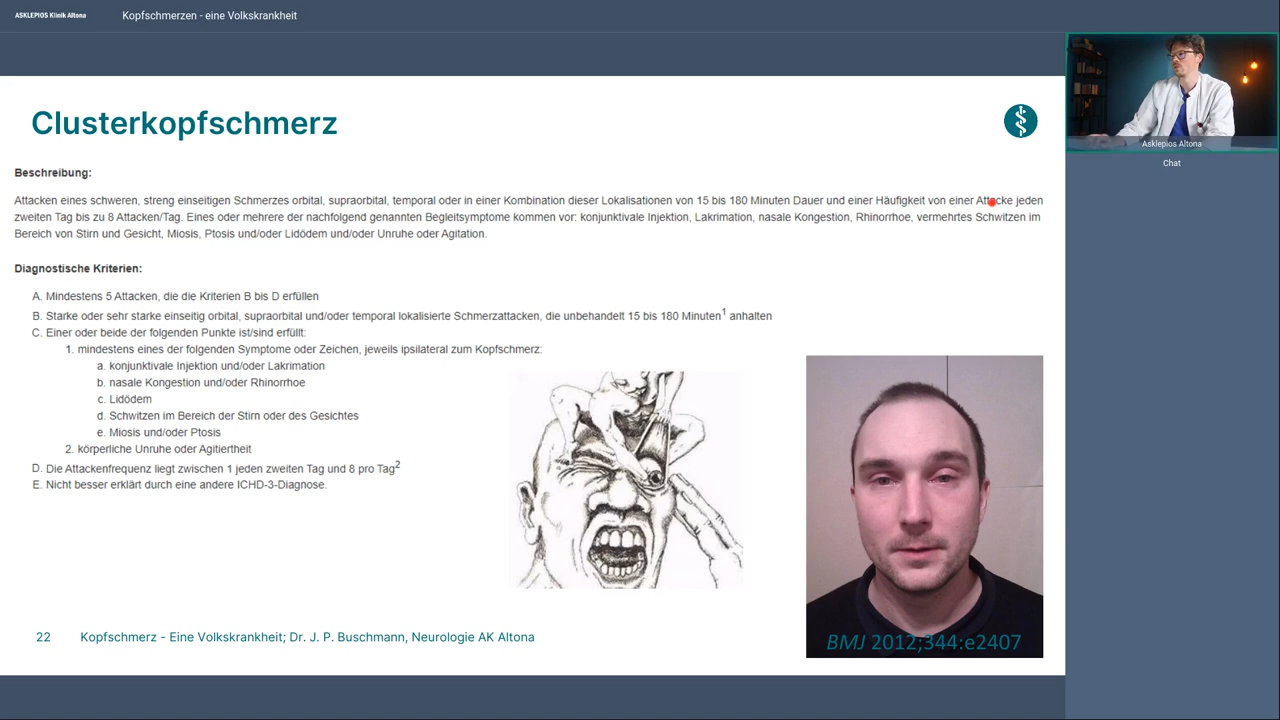 ASKLEPIOS Klinik Altona
Kopfschmerzen - eine Volkskrankheit
Asklepios Altona
Chat
Clusterkopfschmerz
Beschreibung:
Attacken eines schweren, streng einseitigen Schmerzes orbital, supraorbital, temporal oder in einer Kombination dieser Lokalisationen von 15 bis 180 Minuten Dauer und einer Häufigkeit von einer Attacke jeden
zweiten Tag bis zu 8 Attacken/Tag. Eines oder mehrere der nachfolgend genannten Begleitsymptome kommen vor: konjunktivale Injektion, Lakrimation, nasale Kongestion, Rhinorrhoe, vermehrtes Schwitzen im
Bereich von Stirn und Gesicht, Miosis, Ptosis und/oder Lidödem und/oder Unruhe oder Agitation.
Diagnostische Kriterien:
A. Mindestens 5 Attacken, die die Kriterien B bis D erfüllen
B. Starke oder sehr starke einseitig orbital, supraorbital und/oder temporal lokalisierte Schmerzattacken, die unbehandelt 15 bis 180 Minuten1 anhalten
C. Einer oder beide der folgenden Punkte ist/sind erfüllt:
1. mindestens eines der folgenden Symptome oder Zeichen, jeweils ipsilateral zum Kopfschmerz:
a. konjunktivale Injektion und/oder Lakrimation
b. nasale Kongestion und/oder Rhinorrhoe
c. Lidödem
d. Schwitzen im Bereich der Stirn oder des Gesichtes
e. Miosis und/oder Ptosis
2. körperliche Unruhe oder Agitiertheit
D. Die Attackenfrequenz liegt zwischen 1 jeden zweiten Tag und 8 pro Tag2
E. Nicht besser erklärt durch eine andere ICHD-3-Diagnose.
BMJ 2012;344:e2407
22 Kopfschmerz - Eine Volkskrankheit; Dr. J. P. Buschmann, Neurologie AK Altona